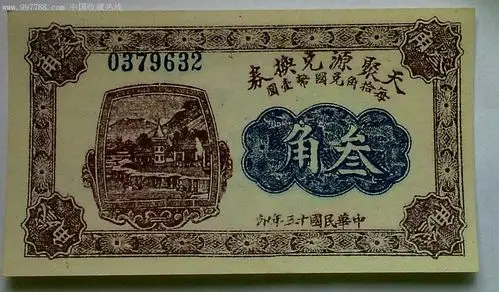 www.997788.com 中国收藏热线
0379632
天聚源兌換券
每拾角兌國幣壹圓
叁角
中華民國十五年印